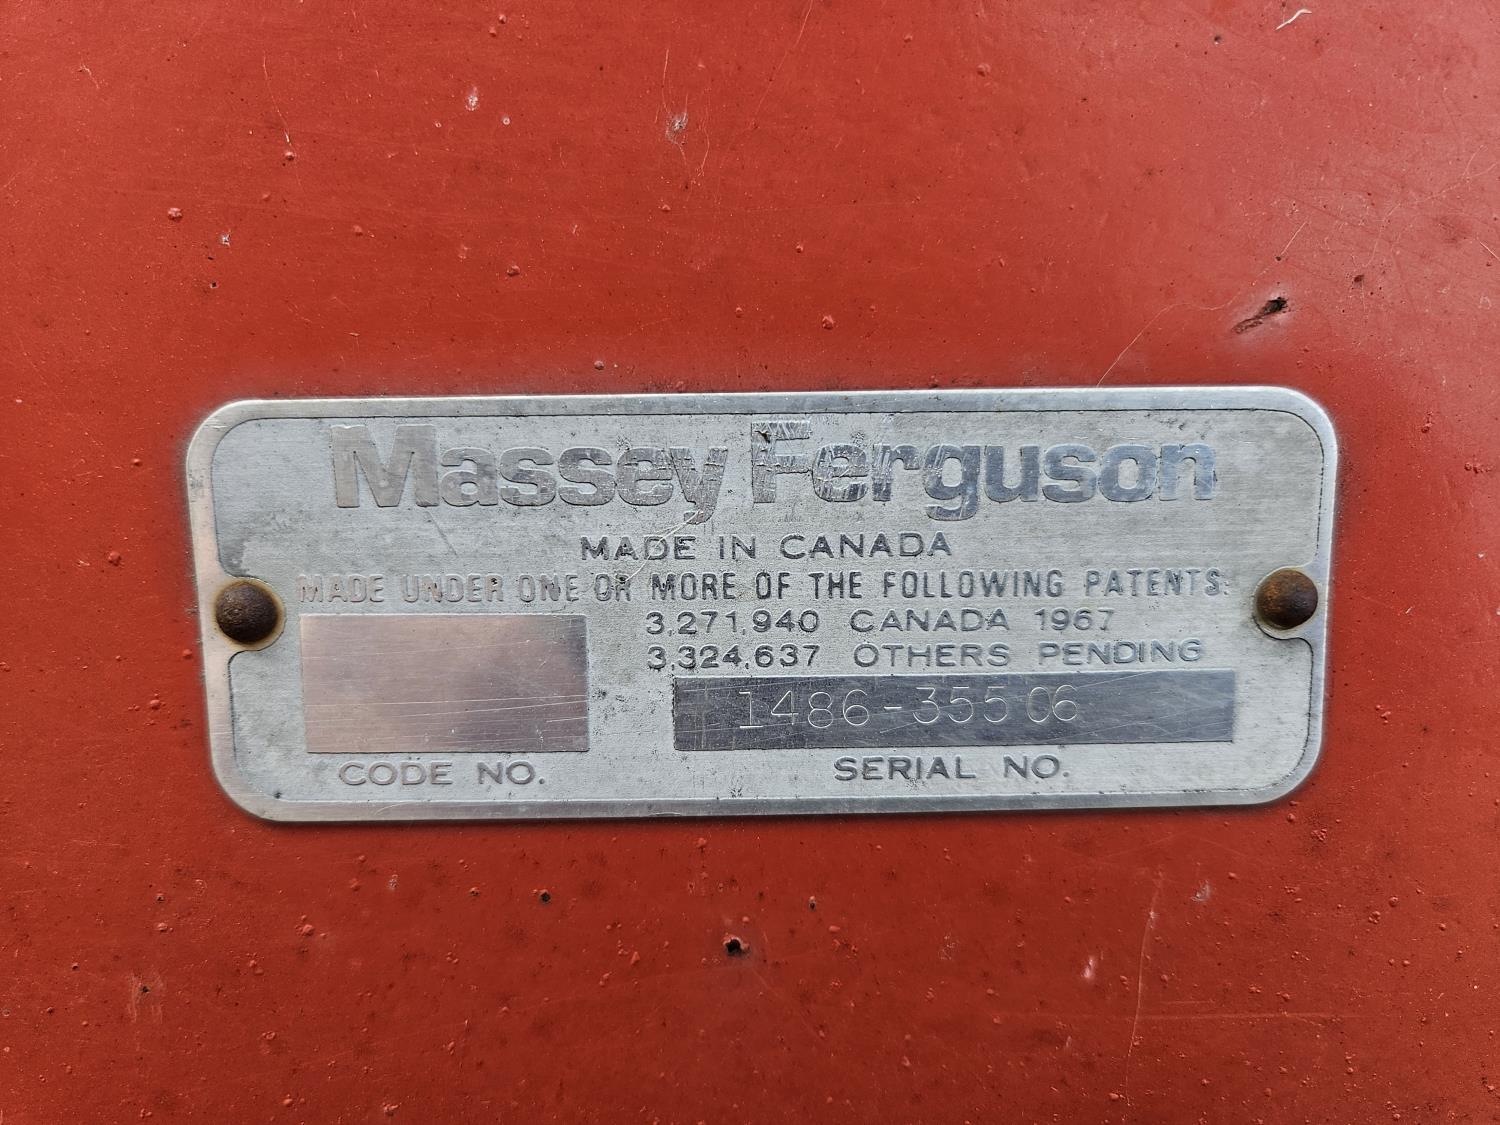 Massey Ferguson
MADE IN CANADA
MADE UNDER ONE OR MORE OF THE FOLLOWING PATENTS:
3,271,940 CANADA 1967
3,324,637 OTHERS PENDING
1486-35506
CODE NO.
SERIAL NO.